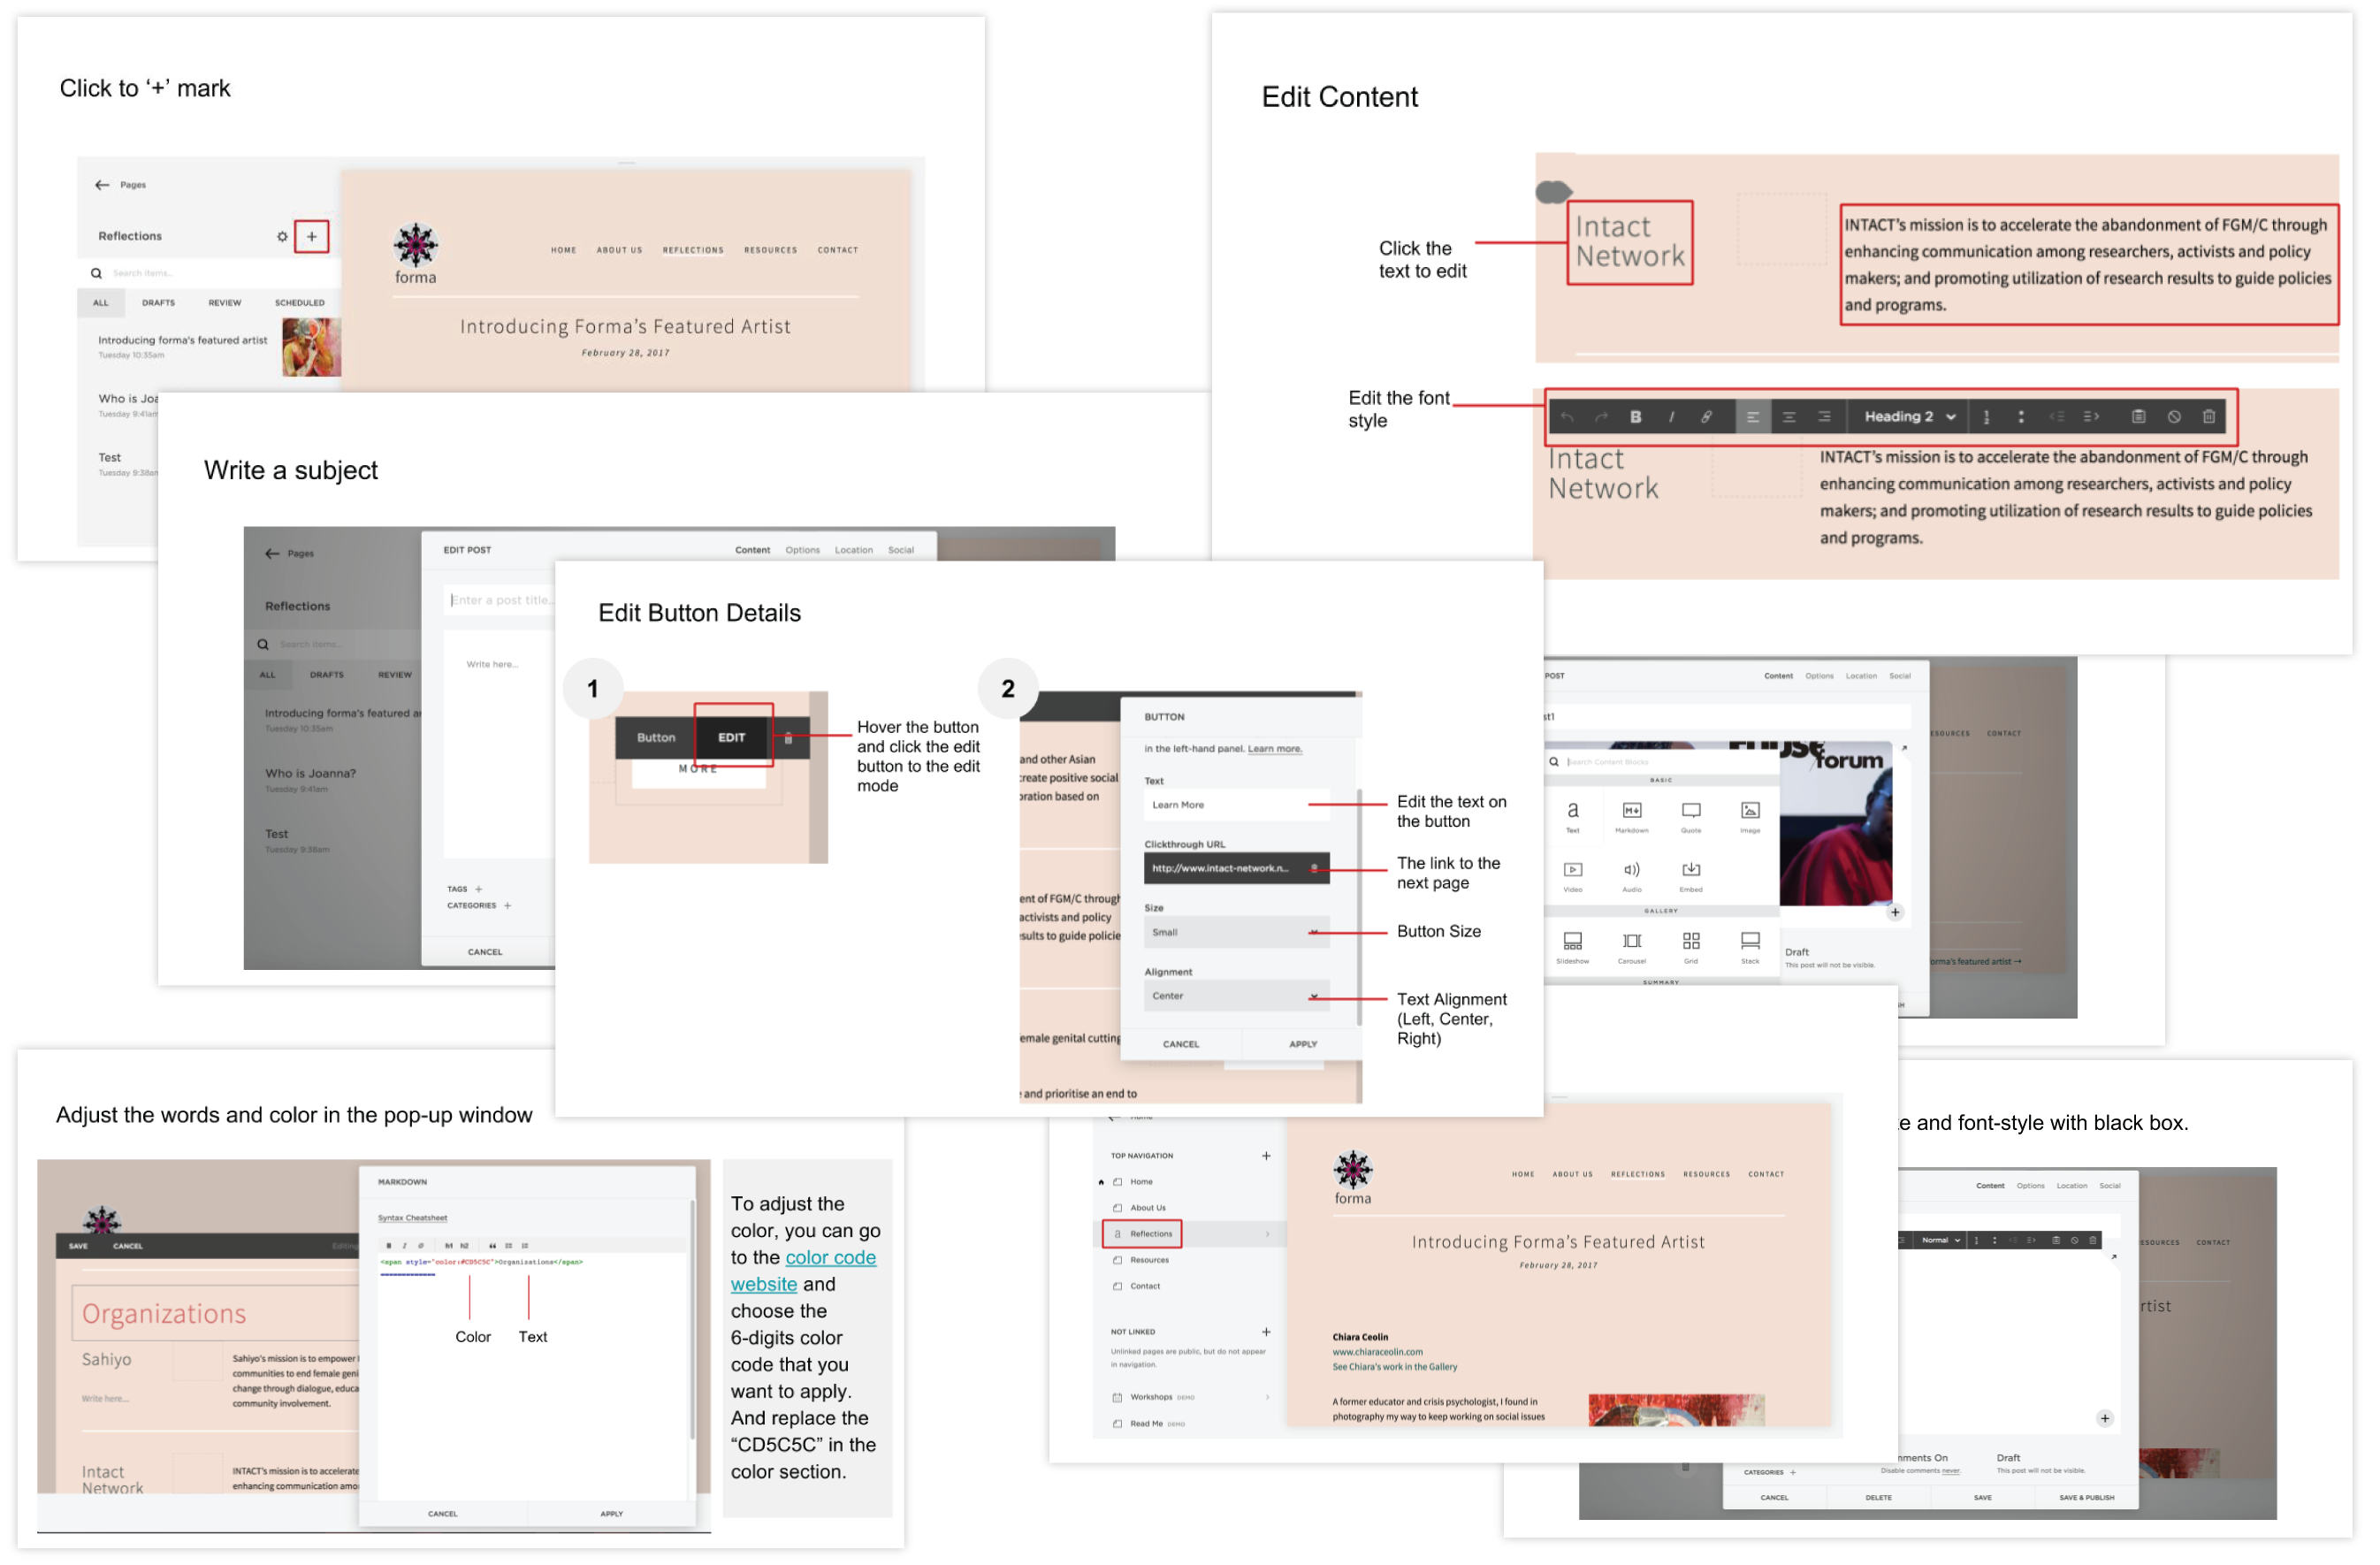 Click to ‘+’ mark
Pages
Reflections
+
Search items...
ALL DRAFTS REVIEW SCHEDULED
Introducing forma's featured artist
Tuesday 10:35am
Who is Joa
Tuesday 9:41am
Test
Tuesday 9:38am
forma
HOME ABOUT US REFLECTIONS RESOURCES CONTACT
Introducing Forma’s Featured Artist
February 28, 2017
Edit Content
Click the
text to edit
Intact
Network
INTACT’s mission is to accelerate the abandonment of FGM/C through
enhancing communication among researchers, activists and policy
makers; and promoting utilization of research results to guide policies
and programs.
Edit the font
style
B I Heading 2
Intact
Network
INTACT’s mission is to accelerate the abandonment of FGM/C through
enhancing communication among researchers, activists and policy
makers; and promoting utilization of research results to guide policies
and programs.
Write a subject
Pages
Reflections
Search items...
ALL DRAFTS REVIEW
Introducing forma's featured ar
Tuesday 10:35am
Who is Joanna?
Tuesday 9:41am
Test
Tuesday 9:38am
EDIT POST
Content Options Location Social
Enter a post title...
Write here...
TAGS +
CATEGORIES +
CANCEL
Edit Button Details
1
Button EDIT
MORE
Hover the button
and click the edit
button to the edit
mode
2
and other Asian
create positive social
oration based on
ent of FGM/C through
activists and policy
sults to guide policie
emale genital cutting
and prioritise an end to
BUTTON
in the left-hand panel. Learn more.
Text
Learn More
Clickthrough URL
http://www.intact-network.n...
Size
Small
Alignment
Center
CANCEL APPLY
Edit the text on
the button
The link to the
next page
Button Size
Text Alignment
(Left, Center,
Right)
POST
Content Options Location Social
st1
Search Content Blocks
BASIC
a
Text Markdown Quote Image
Video Audio Embed
GALLERY
Slideshow Carousel Grid Stack
SUMMARY
forum
+
Draft
This post will not be visible.
SOURCES CONTACT
orma's featured artist →
Adjust the words and color in the pop-up window
SAVE CANCEL Editing
Organizations
Sahiyo
Write here...
Sahiyo’s mission is to empower
communities to end female geni
change through dialogue, educa
community involvement.
Intact
Network
INTACT’s mission is to accelerate
enhancing communication amo
MARKDOWN
Syntax Cheatsheet
B I h1 h2
<span style="color:#CD5C5C">Organizations</span>
=============
Color Text
CANCEL APPLY
To adjust the
color, you can go
to the color code
website and
choose the
6-digits color
code that you
want to apply.
And replace the
“CD5C5C” in the
color section.
Home
TOP NAVIGATION +
Home
About Us
Reflections
Resources
Contact
NOT LINKED +
Unlinked pages are public, but do not appear
in navigation.
Workshops DEMO
Read Me DEMO
forma
HOME ABOUT US REFLECTIONS RESOURCES CONTACT
Introducing Forma’s Featured Artist
February 28, 2017
Chiara Ceolin
www.chiaraceolin.com
See Chiara’s work in the Gallery
A former educator and crisis psychologist, I found in
photography my way to keep working on social issues
e and font-style with black box.
Content Options Location Social
Normal
ESOURCES CONTACT
rtist
+
nments On
Disable comments never.
Draft
This post will not be visible.
CATEGORIES +
CANCEL DELETE SAVE SAVE & PUBLISH